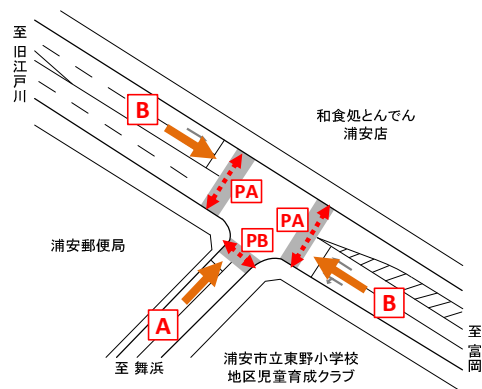 至
旧
江
戸
川
B
和食処とんでん
浦安店
PA
PA
PB
浦安郵便局
B
A
至
富
岡
至 舞浜
浦安市立東野小学校
地区児童育成クラブ